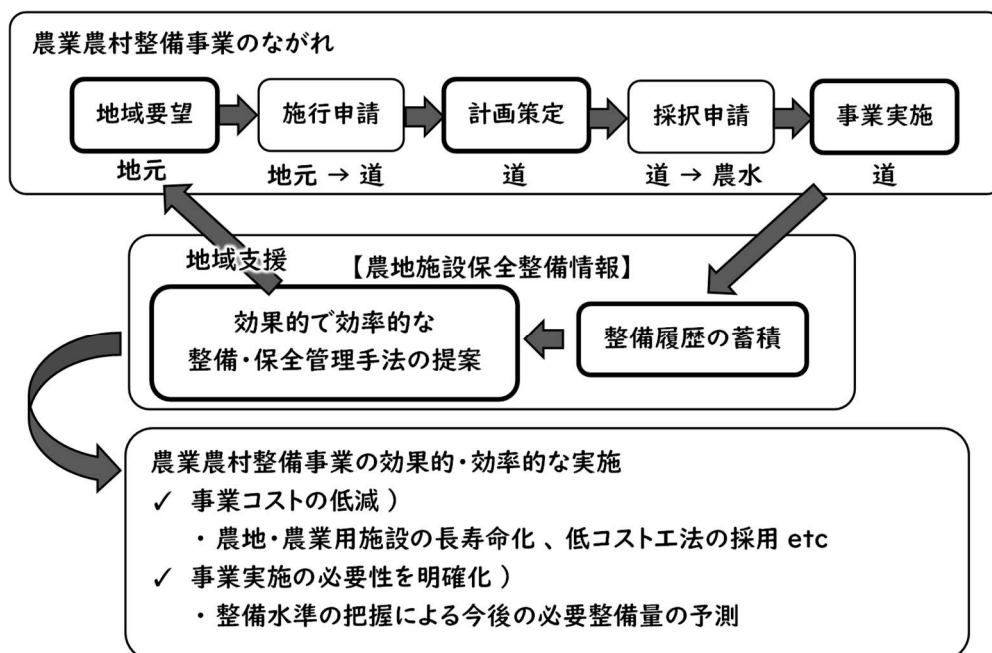 農業農村整備事業のながれ
地域要望
施行申請
計画策定
採択申請
事業実施
地元
地元 → 道
道
道 → 農水
道
地域支援
【農地施設保全整備情報】
効果的で効率的な
整備・保全管理手法の提案
整備履歴の蓄積
農業農村整備事業の効果的・効率的な実施
✓ 事業コストの低減 )
・ 農地・農業用施設の長寿命化 、低コスト工法の採用 etc
✓ 事業実施の必要性を明確化 )
・ 整備水準の把握による今後の必要整備量の予測